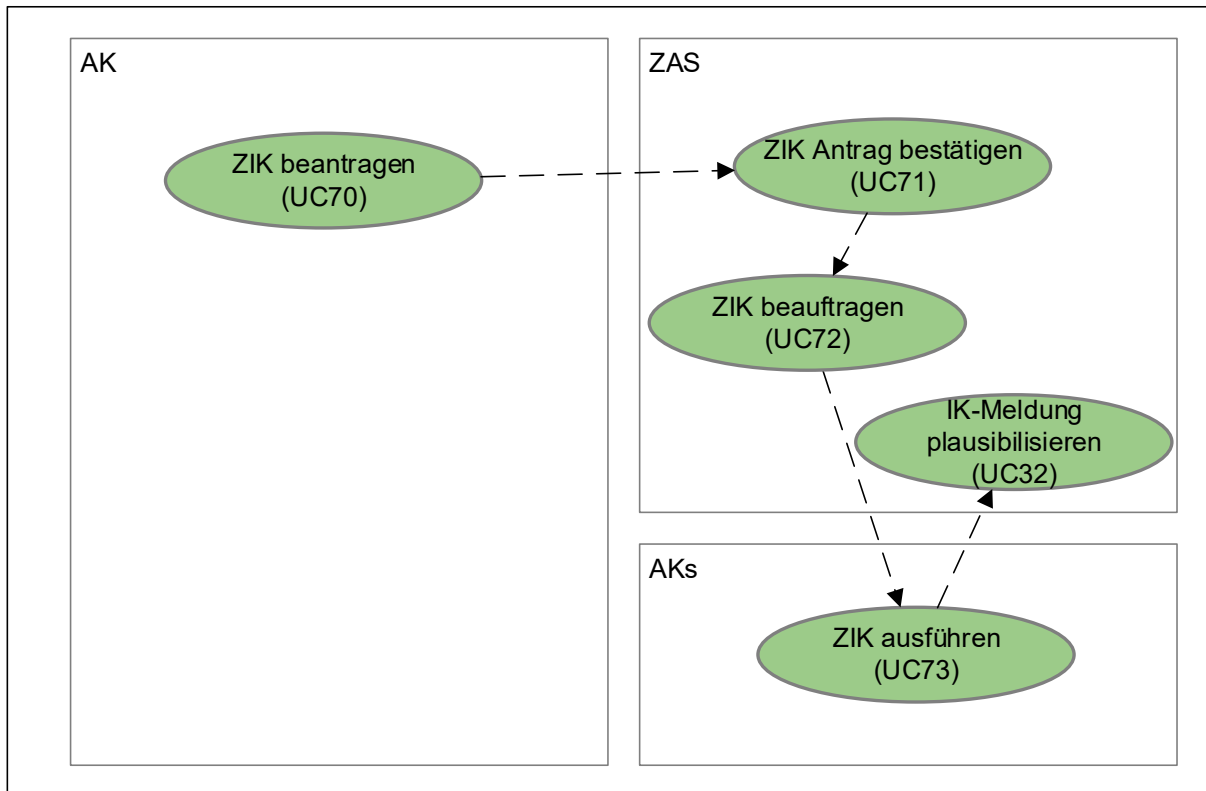 AK
ZIK beantragen
(UC70)
ZAS
ZIK Antrag bestätigen
(UC71)
ZIK beauftragen
(UC72)
IK-Meldung
plausibilisieren
(UC32)
AKs
ZIK ausführen
(UC73)